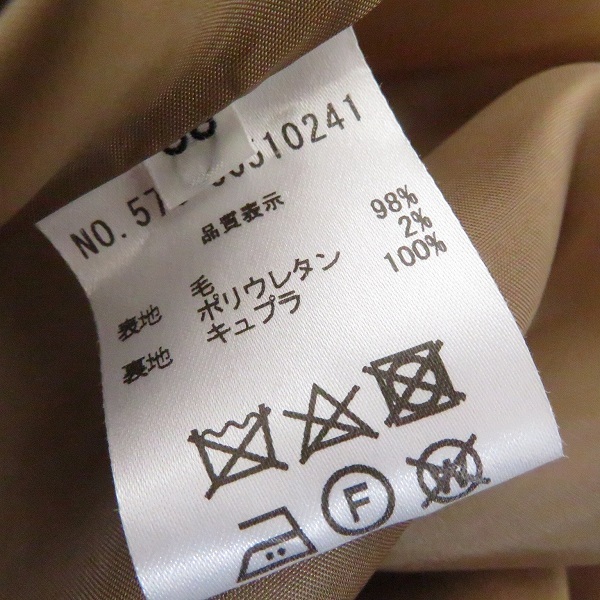 NO.57
510241
品質表示
表地 毛 98%
ポリウレタン 2%
裏地 キュプラ 100%
F
W